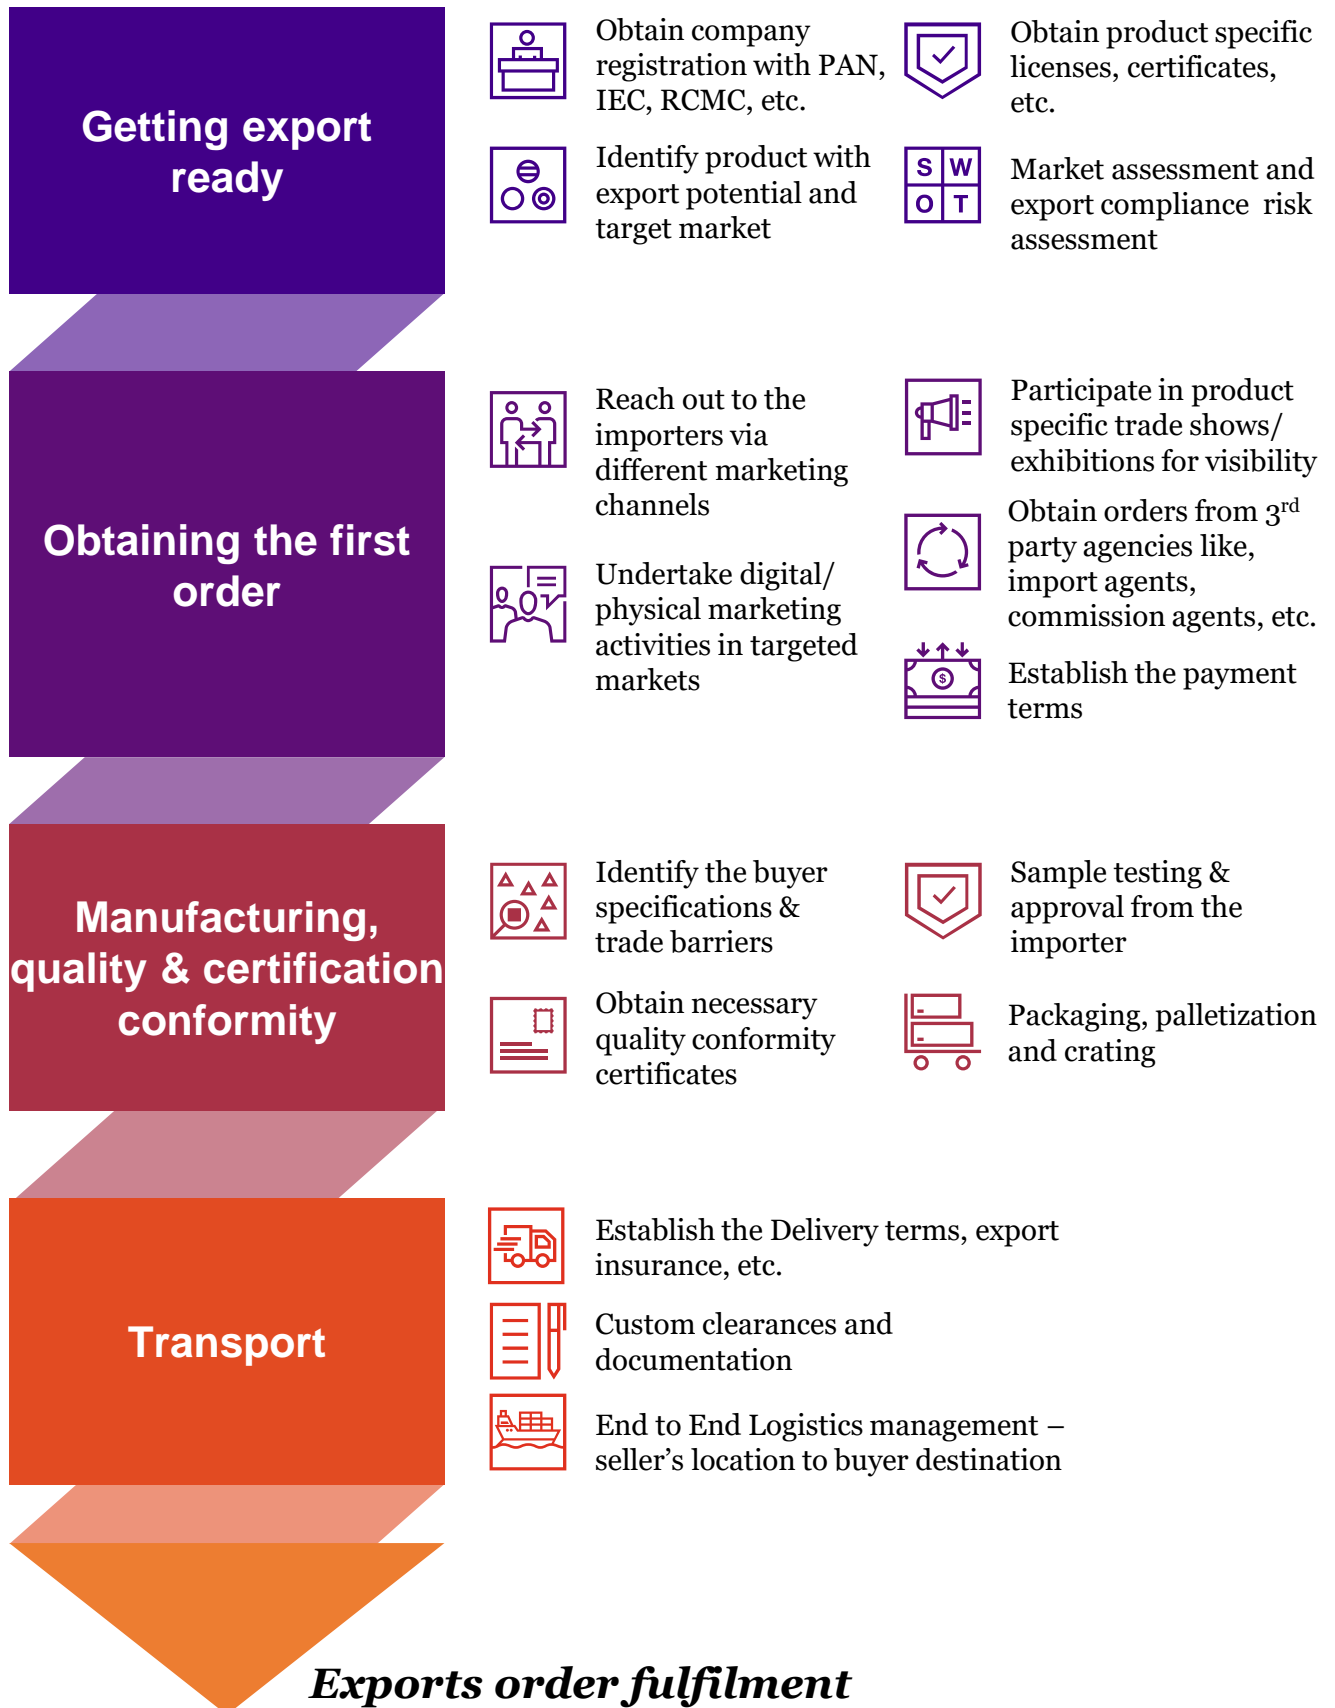 Getting export
ready
Obtain company
registration with PAN,
IEC, RCMC, etc.
Obtain product specific
licenses, certificates,
etc.
Identify product with
export potential and
target market
S W
O T
Market assessment and
export compliance  risk
assessment
Obtaining the first
order
Reach out to the
importers via
different marketing
channels
Participate in product
specific trade shows/
exhibitions for visibility
Undertake digital/
physical marketing
activities in targeted
markets
Obtain orders from 3rd
party agencies like,
import agents,
commission agents, etc.
$
Establish the payment
terms
Manufacturing,
quality & certification
conformity
Identify the buyer
specifications &
trade barriers
Sample testing &
approval from the
importer
Obtain necessary
quality conformity
certificates
Packaging, palletization
and crating
Transport
Establish the Delivery terms, export
insurance, etc.
Custom clearances and
documentation
End to End Logistics management –
seller’s location to buyer destination
Exports order fulfilment